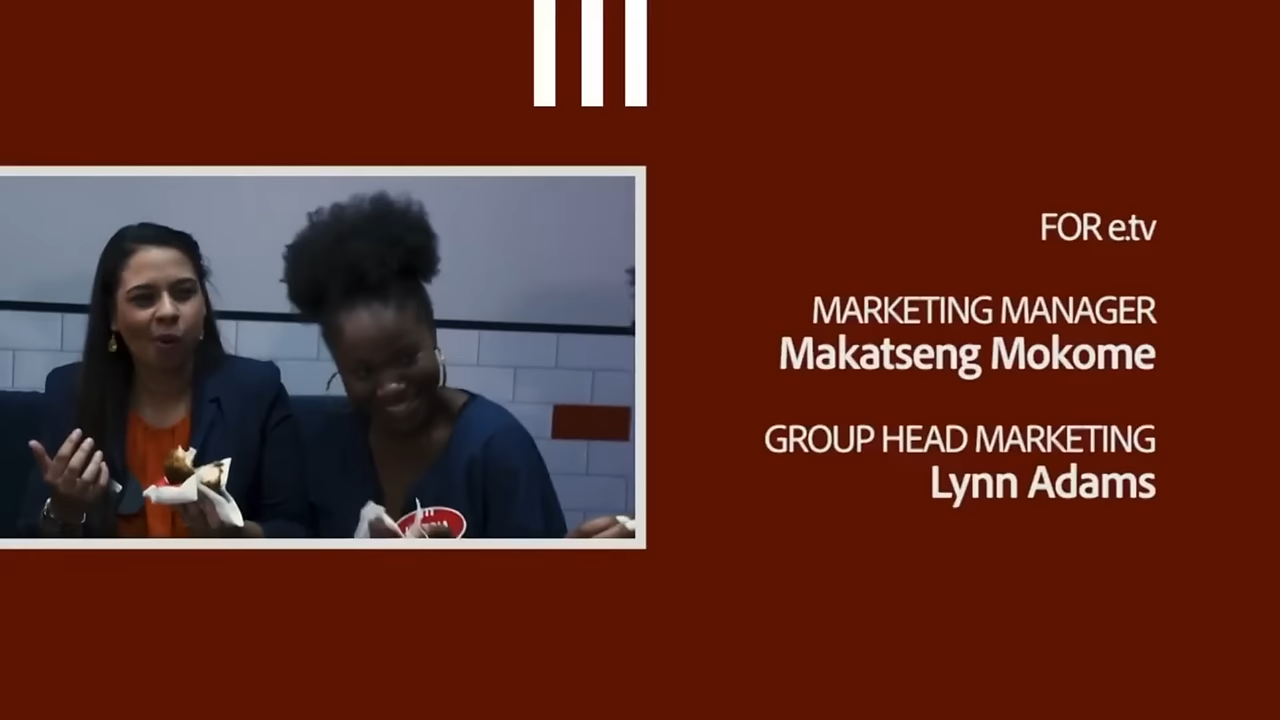 FOR e.tv
MARKETING MANAGER
Makatseng Mokome
GROUP HEAD MARKETING
Lynn Adams